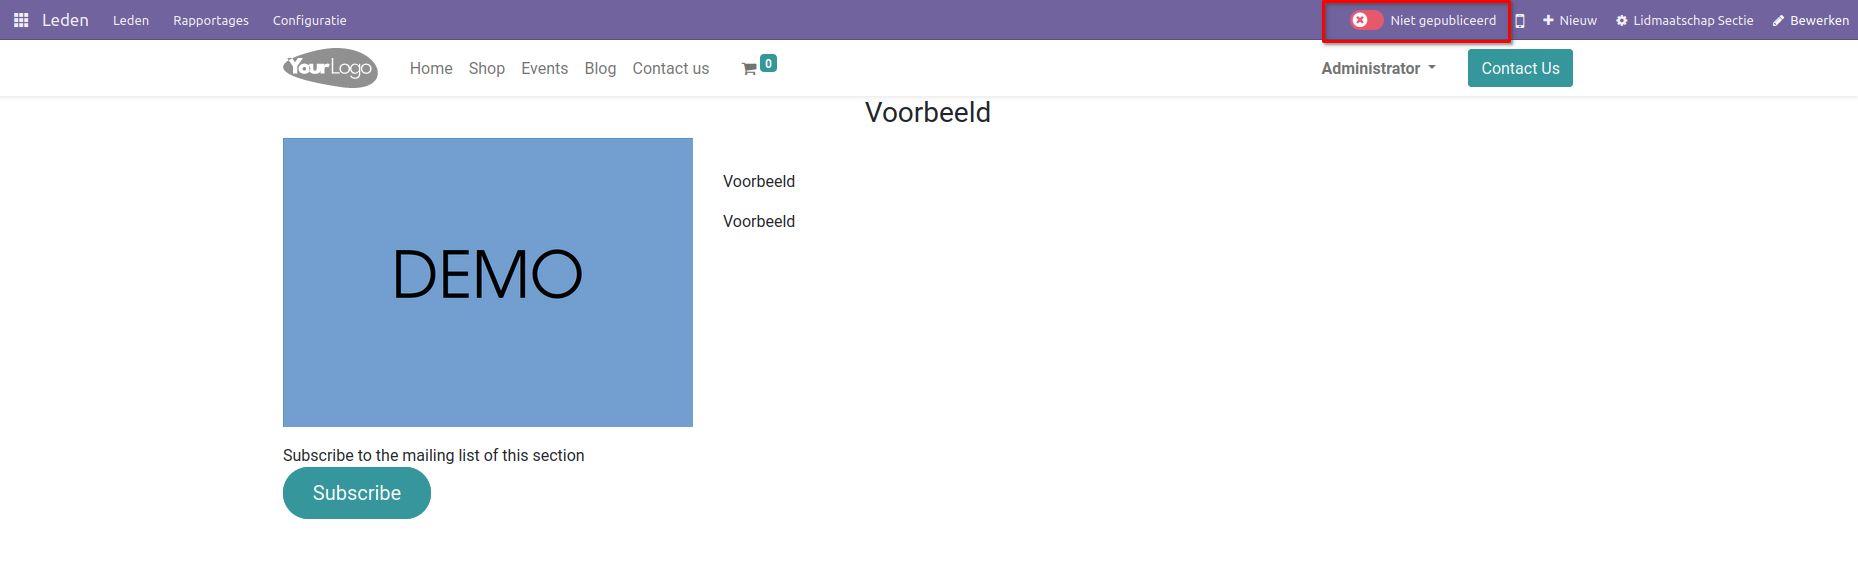 Leden Leden Rapportages Configuratie Niet gepubliceerd Nieuw Lidmaatschap Sectie Bewerken
YourLogo Home Shop Events Blog Contact us 0 Administrator Contact Us
Voorbeeld
DEMO
Voorbeeld
Voorbeeld
Subscribe to the mailing list of this section
Subscribe